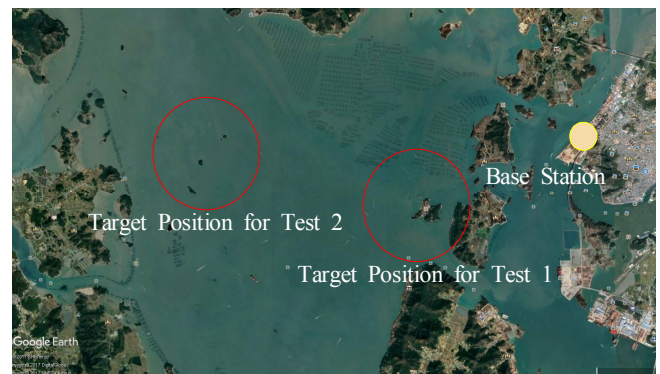 Base Station
Target Position for Test 2
Target Position for Test 1
Google Earth